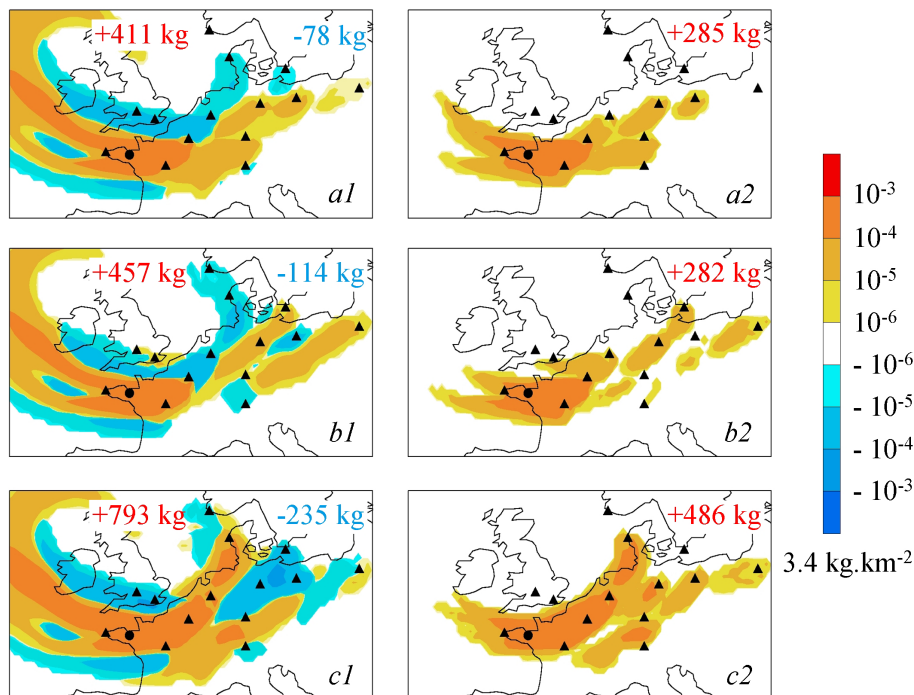 +411 kg -78 kg
a1
+285 kg
a2
+457 kg -114 kg
b1
+282 kg
b2
+793 kg -235 kg
c1
+486 kg
c2
10⁻³
10⁻⁴
10⁻⁵
10⁻⁶
- 10⁻⁶
- 10⁻⁵
- 10⁻⁴
- 10⁻³
3.4 kg.km⁻²